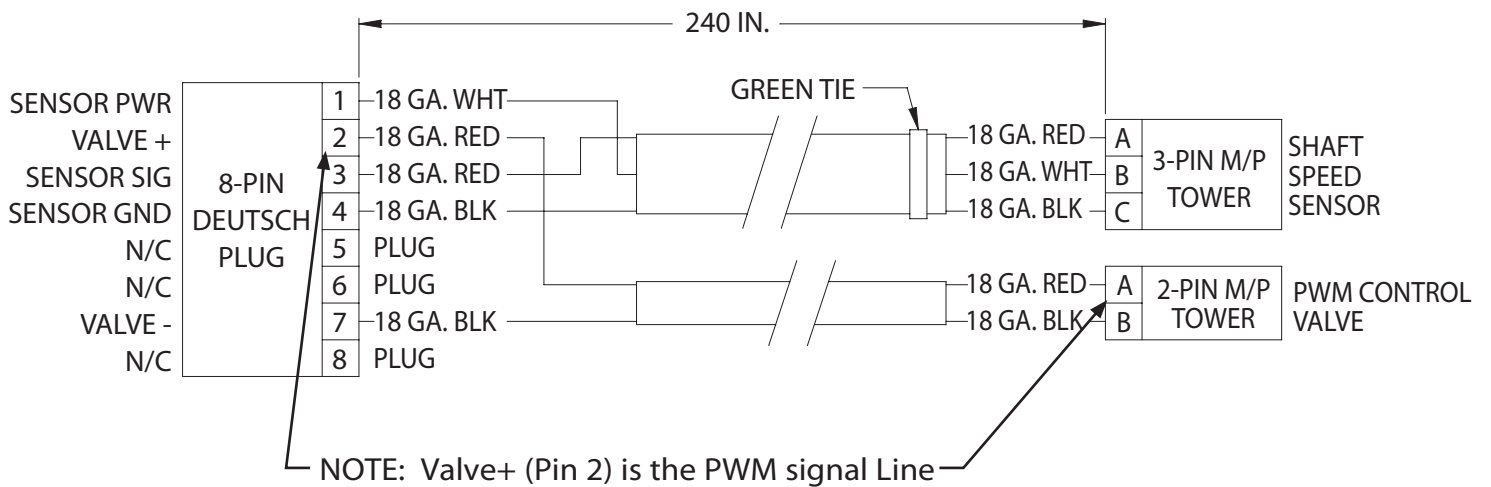 240 IN.
GREEN TIE
SENSOR PWR 1 18 GA. WHT
VALVE + 2 18 GA. RED
SENSOR SIG 3 18 GA. RED
SENSOR GND 4 18 GA. BLK
N/C 5 PLUG
N/C 6 PLUG
VALVE - 7 18 GA. BLK
N/C 8 PLUG
8-PIN
DEUTSCH
PLUG
18 GA. RED A
18 GA. WHT B
18 GA. BLK C
3-PIN M/P
TOWER
SHAFT
SPEED
SENSOR
18 GA. RED A
18 GA. BLK B
2-PIN M/P
TOWER
PWM CONTROL
VALVE
NOTE: Valve+ (Pin 2) is the PWM signal Line